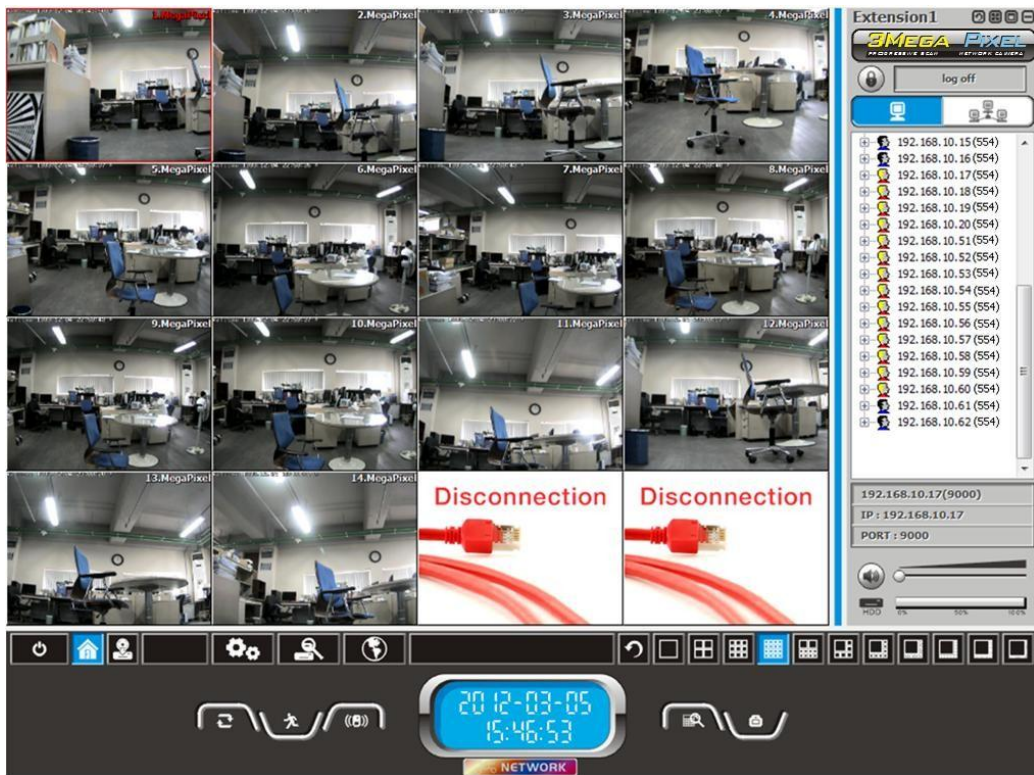 1.MegaPixel
2.MegaPixel
3.MegaPixel
4.MegaPixel
5.MegaPixel
6.MegaPixel
7.MegaPixel
8.MegaPixel
9.MegaPixel
10.MegaPixel
11.MegaPixel
12.MegaPixel
13.MegaPixel
14.MegaPixel
Disconnection
Disconnection
Extension1
3MEGA PIXEL
PROGRESSIVE SCAN NETWORK CAMERA
log off
192.168.10.15(554)
192.168.10.16(554)
192.168.10.17(554)
192.168.10.18(554)
192.168.10.19(554)
192.168.10.20(554)
192.168.10.51(554)
192.168.10.52(554)
192.168.10.53(554)
192.168.10.54(554)
192.168.10.55(554)
192.168.10.56(554)
192.168.10.57(554)
192.168.10.58(554)
192.168.10.59(554)
192.168.10.60(554)
192.168.10.61(554)
192.168.10.62(554)
192.168.10.17(9000)
IP : 192.168.10.17
PORT : 9000
HDD 0% 50% 100%
2012-03-05
15:46:53
NETWORK